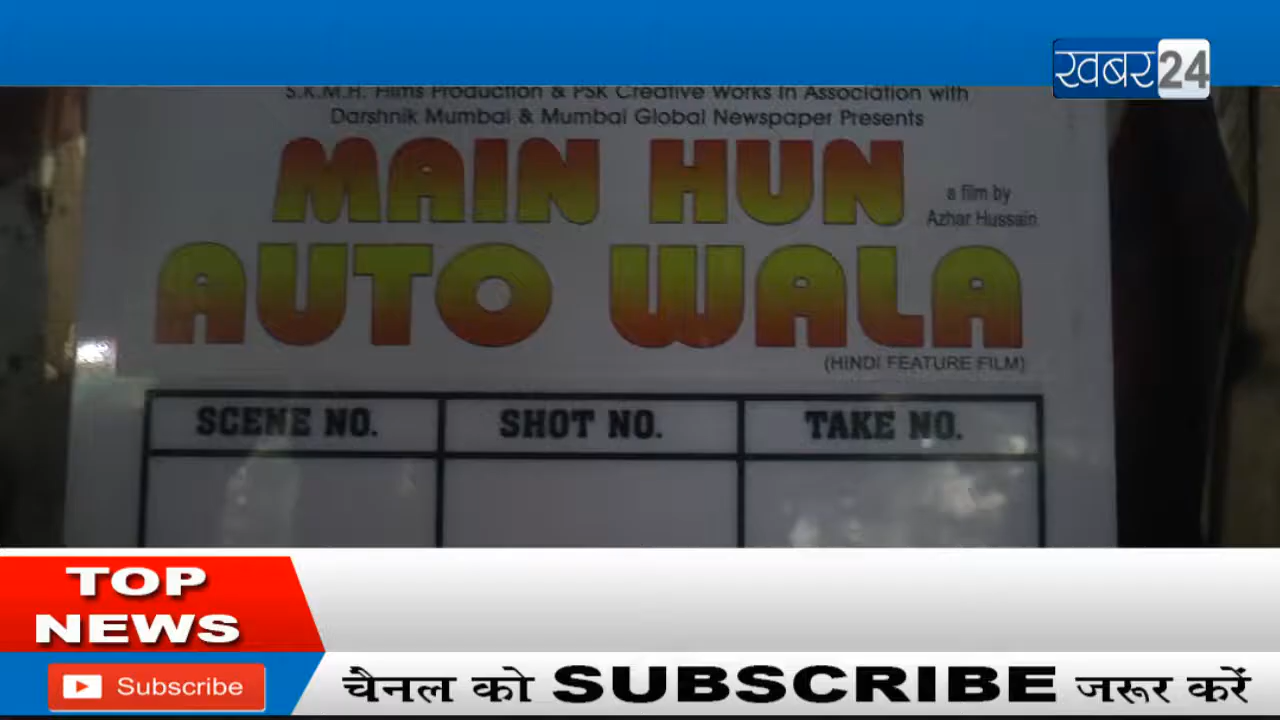 खबर24
S.K.M.H. Films Production & PSK Creative Works In Association with
Darshnik Mumbai & Mumbai Global Newspaper Presents
MAIN HUN
a film by
Azhar Hussain
AUTO WALA
(HINDI FEATURE FILM)
SCENE NO. SHOT NO. TAKE NO.
TOP
NEWS
Subscribe
चैनल को SUBSCRIBE जरूर करें